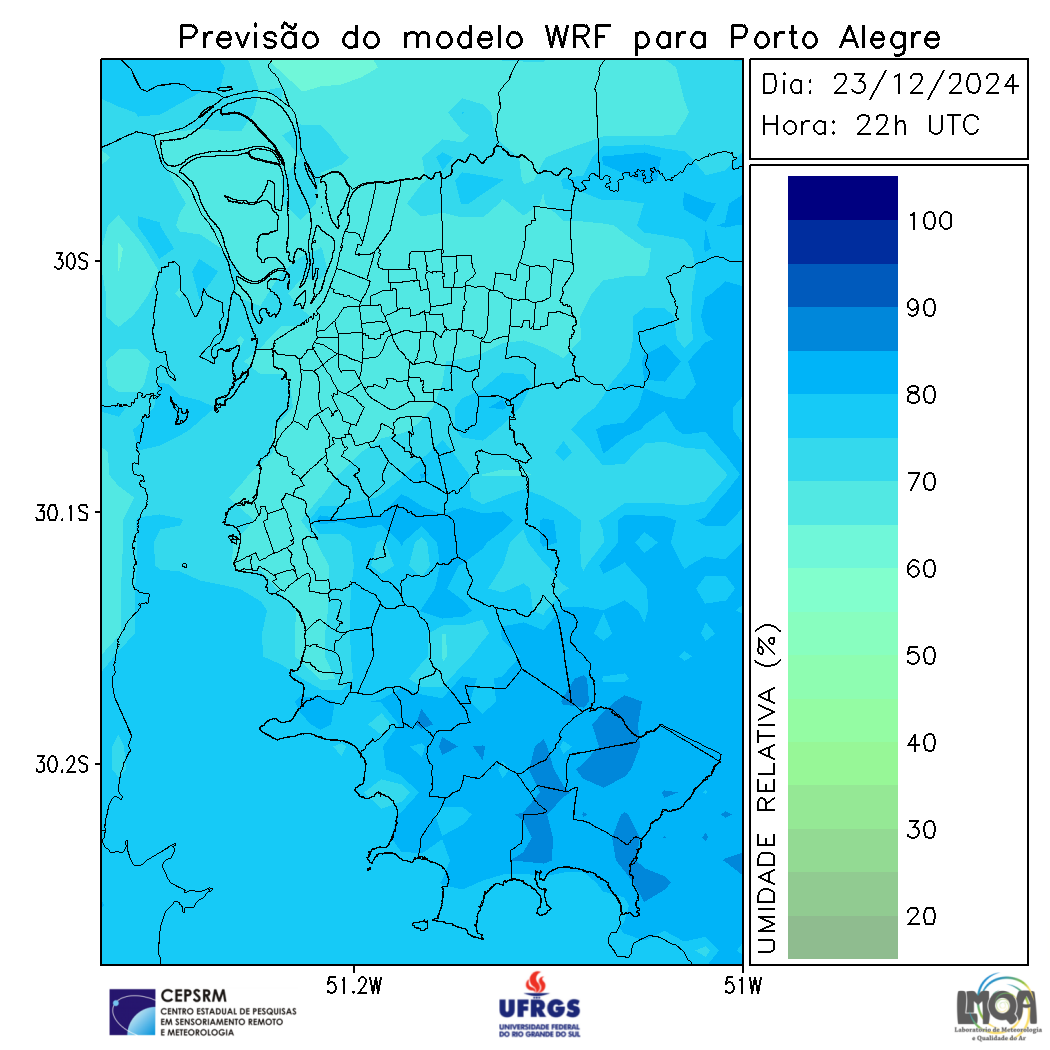 Previsão do modelo WRF para Porto Alegre
Dia: 23/12/2024
Hora: 22h UTC
100
90
80
70
60
50
40
30
20
UMIDADE RELATIVA (%)
30S
30.1S
30.2S
51.2W
51W
CEPSRM
CENTRO ESTADUAL DE PESQUISAS
EM SENSORIAMENTO REMOTO
E METEOROLOGIA
UFRGS
UNIVERSIDADE FEDERAL
DO RIO GRANDE DO SUL
LMQA
Laboratório de Meteorologia
e Qualidade do Ar